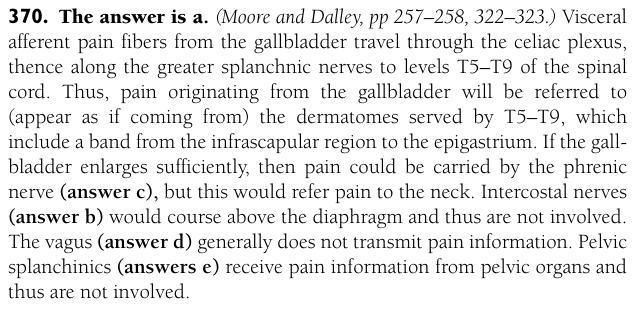 370. The answer is a. (Moore and Dalley, pp 257–258, 322–323.) Visceral
afferent pain fibers from the gallbladder travel through the celiac plexus,
thence along the greater splanchnic nerves to levels T5–T9 of the spinal
cord. Thus, pain originating from the gallbladder will be referred to
(appear as if coming from) the dermatomes served by T5–T9, which
include a band from the infrascapular region to the epigastrium. If the gall-
bladder enlarges sufficiently, then pain could be carried by the phrenic
nerve (answer c), but this would refer pain to the neck. Intercostal nerves
(answer b) would course above the diaphragm and thus are not involved.
The vagus (answer d) generally does not transmit pain information. Pelvic
splanchinics (answers e) receive pain information from pelvic organs and
thus are not involved.